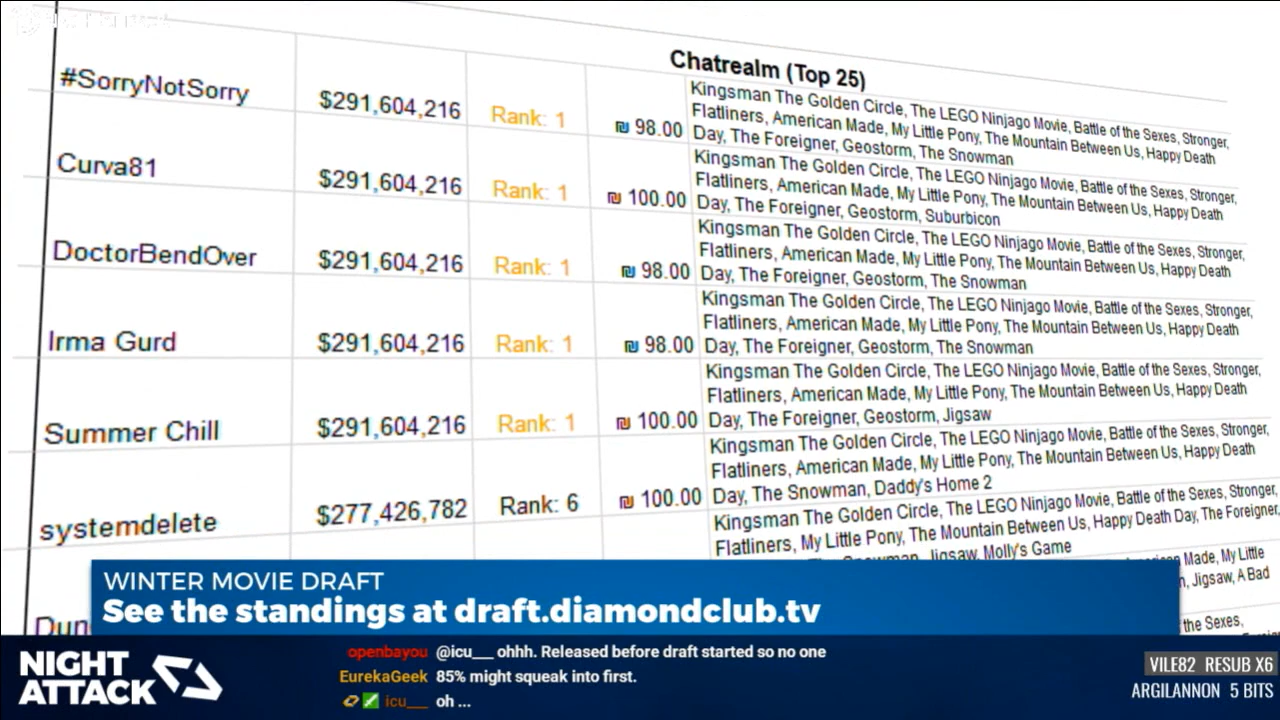 Chatrealm (Top 25)
#SorryNotSorry $291,604,216 Rank: 1 ₪ 98.00
Kingsman The Golden Circle, The LEGO Ninjago Movie, Battle of the Sexes, Stronger,
Flatliners, American Made, My Little Pony, The Mountain Between Us, Happy Death
Day, The Foreigner, Geostorm, The Snowman
Curva81 $291,604,216 Rank: 1 ₪ 100.00
Kingsman The Golden Circle, The LEGO Ninjago Movie, Battle of the Sexes, Stronger,
Flatliners, American Made, My Little Pony, The Mountain Between Us, Happy Death
Day, The Foreigner, Geostorm, Suburbicon
DoctorBendOver $291,604,216 Rank: 1 ₪ 98.00
Kingsman The Golden Circle, The LEGO Ninjago Movie, Battle of the Sexes, Stronger,
Flatliners, American Made, My Little Pony, The Mountain Between Us, Happy Death
Day, The Foreigner, Geostorm, The Snowman
Irma Gurd $291,604,216 Rank: 1 ₪ 98.00
Kingsman The Golden Circle, The LEGO Ninjago Movie, Battle of the Sexes, Stronger,
Flatliners, American Made, My Little Pony, The Mountain Between Us, Happy Death
Day, The Foreigner, Geostorm, The Snowman
Summer Chill $291,604,216 Rank: 1 ₪ 100.00
Kingsman The Golden Circle, The LEGO Ninjago Movie, Battle of the Sexes, Stronger,
Flatliners, American Made, My Little Pony, The Mountain Between Us, Happy Death
Day, The Foreigner, Geostorm, Jigsaw
systemdelete $277,426,782 Rank: 6 ₪ 100.00
Kingsman The Golden Circle, The LEGO Ninjago Movie, Battle of the Sexes, Stronger,
Flatliners, American Made, My Little Pony, The Mountain Between Us, Happy Death
Day, The Snowman, Daddy's Home 2
Kingsman The Golden Circle, The LEGO Ninjago Movie, Battle of the Sexes, Stronger,
Flatliners, My Little Pony, The Mountain Between Us, Happy Death Day, The Foreigner,
Snowman, Jigsaw, Molly's Game
Made, My Little
Jigsaw, A Bad
the Sexes,
WINTER MOVIE DRAFT
See the standings at draft.diamondclub.tv
NIGHT
ATTACK
openbayou @icu___ ohhh. Released before draft started so no one
EurekaGeek 85% might squeak into first.
icu___ oh ...
VILE82 RESUB X6
ARGILANNON 5 BITS